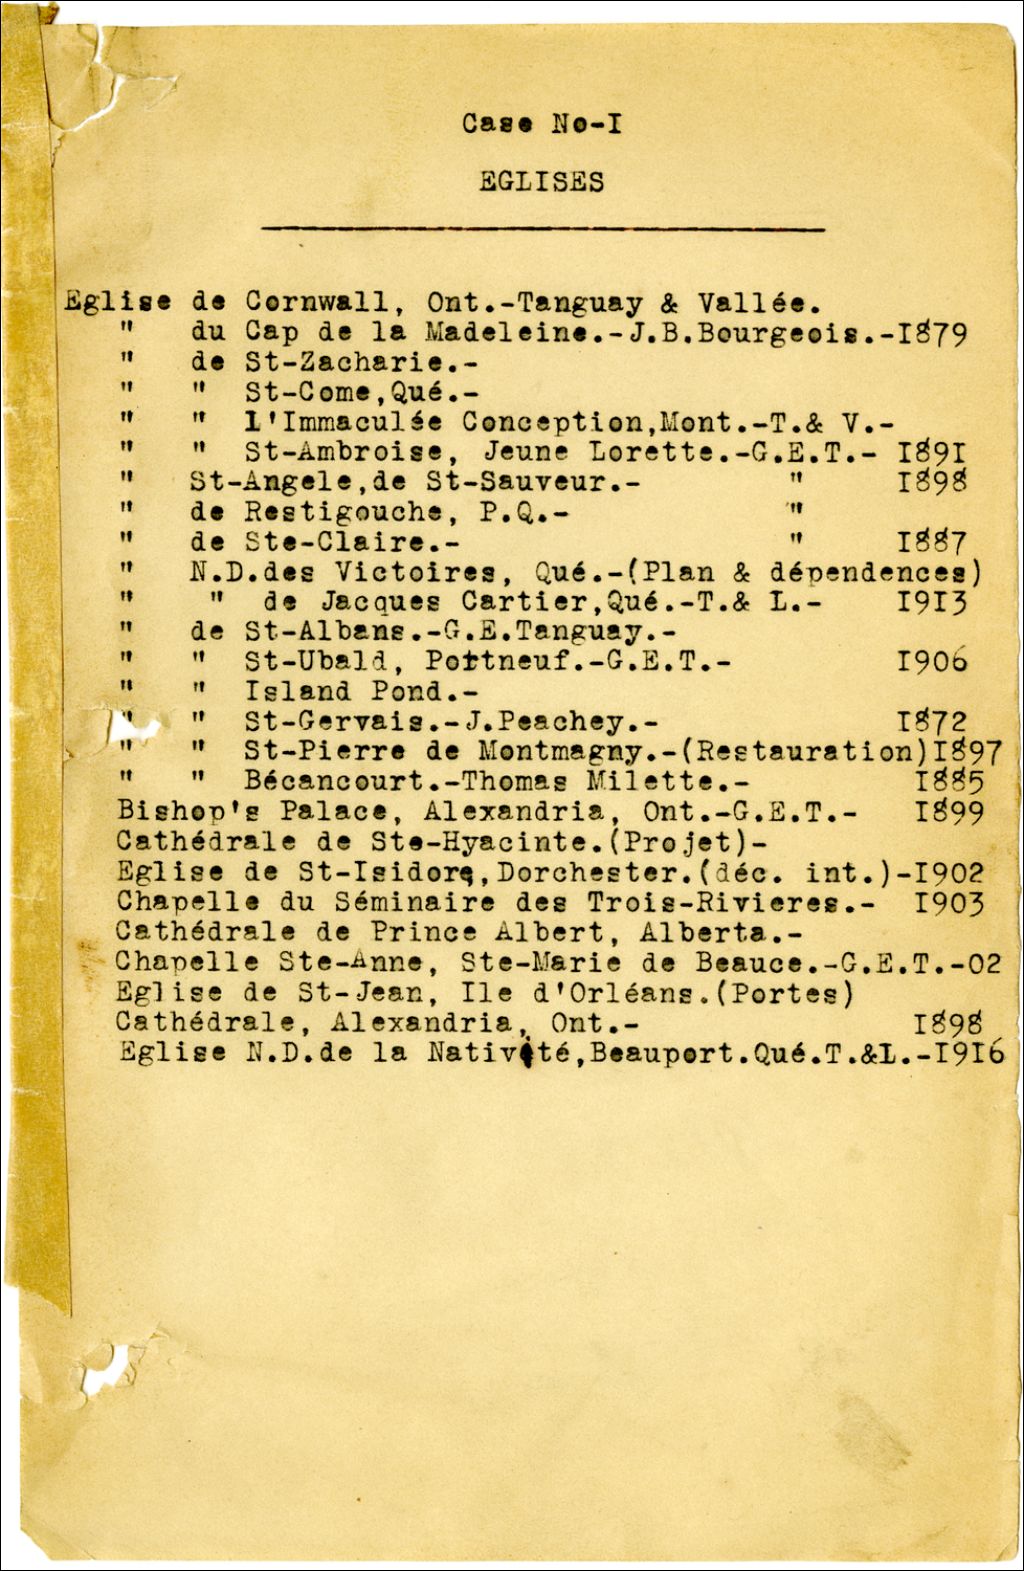 Case No-I
EGLISES
Eglise de Cornwall, Ont.-Tanguay & Vallée.
" du Cap de la Madeleine.-J.B.Bourgeois.-I879
" de St-Zacharie.-
" " St-Come,Qué.-
" " l'Immaculée Conception,Mont.-T.& V.-
" " St-Ambroise, Jeune Lorette.-G.E.T.- I89I
" St-Angele,de St-Sauveur.- " I898
" de Restigouche, P.Q.- "
" de Ste-Claire.- " I887
" N.D.des Victoires, Qué.-(Plan & dépendences)
" " de Jacques Cartier,Qué.-T.& L.- I9I3
" de St-Albans.-G.E.Tanguay.-
" " St-Ubald, Portneuf.-G.E.T.- I906
" " Island Pond.-
" " St-Gervais.-J.Peachey.- I872
" " St-Pierre de Montmagny.-(Restauration)I897
" " Bécancourt.-Thomas Milette.- I885
Bishop's Palace, Alexandria, Ont.-G.E.T.- I899
Cathédrale de Ste-Hyacinte.(Projet)-
Eglise de St-Isidore,Dorchester.(déc. int.)-I902
Chapelle du Séminaire des Trois-Rivieres.- I903
Cathédrale de Prince Albert, Alberta.-
Chapelle Ste-Anne, Ste-Marie de Beauce.-G.E.T.-02
Eglise de St-Jean, Ile d'Orléans.(Portes)
Cathédrale, Alexandria, Ont.- I898
Eglise N.D.de la Nativité,Beauport.Qué.T.&L.-I9I6